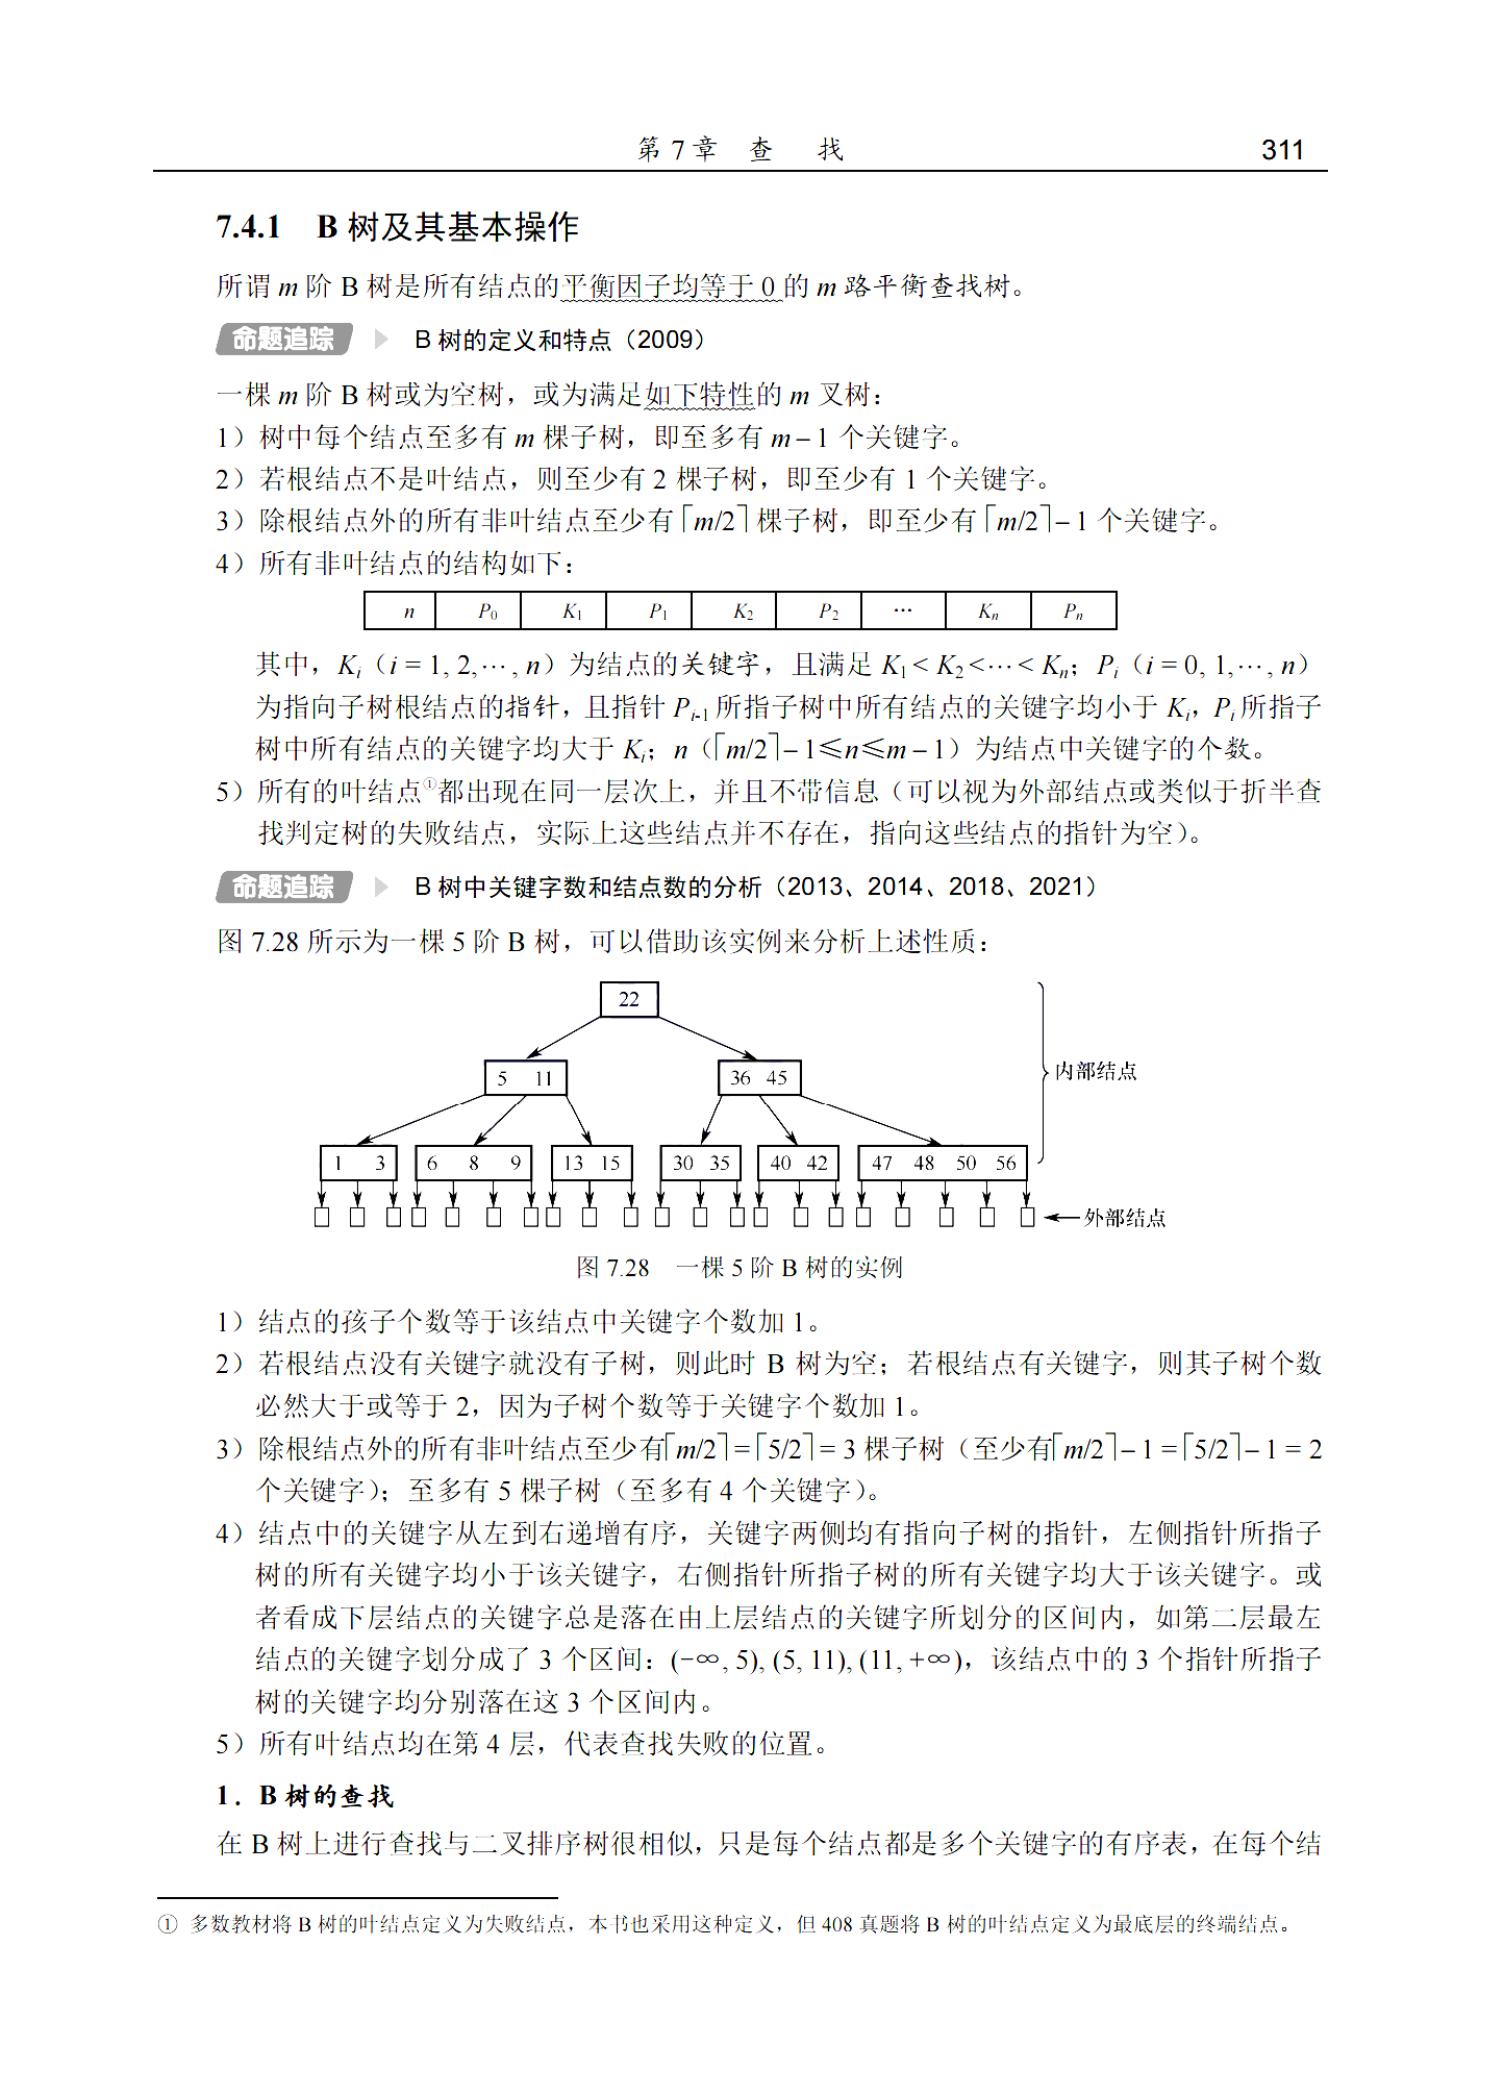 第 7 章 查 找 311
7.4.1 B 树及其基本操作
所谓 m 阶 B 树是所有结点的平衡因子均等于 0 的 m 路平衡查找树。
命题追踪 B 树的定义和特点（2009）
一棵 m 阶 B 树或为空树，或为满足如下特性的 m 叉树：
1）树中每个结点至多有 m 棵子树，即至多有 m – 1 个关键字。
2）若根结点不是叶结点，则至少有 2 棵子树，即至少有 1 个关键字。
3）除根结点外的所有非叶结点至少有⌈m/2⌉棵子树，即至少有⌈m/2⌉– 1 个关键字。
4）所有非叶结点的结构如下：
n P₀ K₁ P₁ K₂ P₂ … Kₙ Pₙ
其中，Kᵢ（i = 1, 2,…, n）为结点的关键字，且满足 K₁ < K₂ <…< Kₙ；Pᵢ（i = 0, 1,…, n）
为指向子树根结点的指针，且指针 Pᵢ₋₁ 所指子树中所有结点的关键字均小于 Kᵢ，Pᵢ 所指子
树中所有结点的关键字均大于 Kᵢ；n（⌈m/2⌉– 1≤n≤m – 1）为结点中关键字的个数。
5）所有的叶结点①都出现在同一层次上，并且不带信息（可以视为外部结点或类似于折半查
找判定树的失败结点，实际上这些结点并不存在，指向这些结点的指针为空）。
命题追踪 B 树中关键字数和结点数的分析（2013、2014、2018、2021）
图 7.28 所示为一棵 5 阶 B 树，可以借助该实例来分析上述性质：
22
5 11 36 45 内部结点
1 3 6 8 9 13 15 30 35 40 42 47 48 50 56
外部结点
图 7.28 一棵 5 阶 B 树的实例
1）结点的孩子个数等于该结点中关键字个数加 1。
2）若根结点没有关键字就没有子树，则此时 B 树为空；若根结点有关键字，则其子树个数
必然大于或等于 2，因为子树个数等于关键字个数加 1。
3）除根结点外的所有非叶结点至少有⌈m/2⌉=⌈5/2⌉= 3 棵子树（至少有⌈m/2⌉– 1 =⌈5/2⌉– 1 = 2
个关键字）；至多有 5 棵子树（至多有 4 个关键字）。
4）结点中的关键字从左到右递增有序，关键字两侧均有指向子树的指针，左侧指针所指子
树的所有关键字均小于该关键字，右侧指针所指子树的所有关键字均大于该关键字。或
者看成下层结点的关键字总是落在由上层结点的关键字所划分的区间内，如第二层最左
结点的关键字划分成了 3 个区间：(−∞, 5), (5, 11), (11, +∞)，该结点中的 3 个指针所指子
树的关键字均分别落在这 3 个区间内。
5）所有叶结点均在第 4 层，代表查找失败的位置。
1．B 树的查找
在 B 树上进行查找与二叉排序树很相似，只是每个结点都是多个关键字的有序表，在每个结
① 多数教材将 B 树的叶结点定义为失败结点，本书也采用这种定义，但 408 真题将 B 树的叶结点定义为最底层的终端结点。